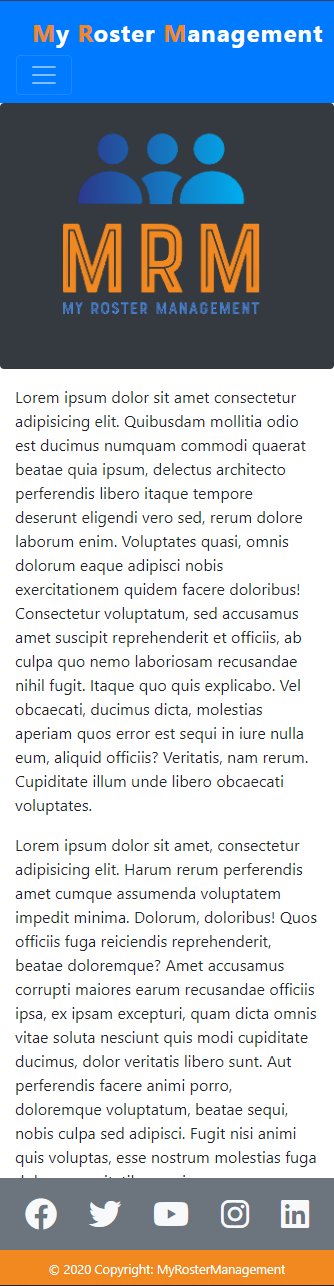 My Roster Management
MRM
MY ROSTER MANAGEMENT
Lorem ipsum dolor sit amet consectetur
adipisicing elit. Quibusdam mollitia odio
est ducimus numquam commodi quaerat
beatae quia ipsum, delectus architecto
perferendis libero itaque tempore
deserunt eligendi vero sed, rerum dolore
laborum enim. Voluptates quasi, omnis
dolorum eaque adipisci nobis
exercitationem quidem facere doloribus!
Consectetur voluptatum, sed accusamus
amet suscipit reprehenderit et officiis, ab
culpa quo nemo laboriosam recusandae
nihil fugit. Itaque quo quis explicabo. Vel
obcaecati, ducimus dicta, molestias
aperiam quos error est sequi in iure nulla
eum, aliquid officiis? Veritatis, nam rerum.
Cupiditate illum unde libero obcaecati
voluptates.
Lorem ipsum dolor sit amet, consectetur
adipisicing elit. Harum rerum perferendis
amet cumque assumenda voluptatem
impedit minima. Dolorum, doloribus! Quos
officiis fuga reiciendis reprehenderit,
beatae doloremque? Amet accusamus
corrupti maiores earum recusandae officiis
ipsa, ex ipsam excepturi, quam dicta omnis
vitae soluta nesciunt quis modi cupiditate
ducimus, dolor veritatis libero sunt. Aut
perferendis facere animi porro,
doloremque voluptatum, beatae sequi,
nobis culpa sed adipisci. Fugit nisi animi
quis voluptas, esse nostrum molestias fuga
© 2020 Copyright: MyRosterManagement